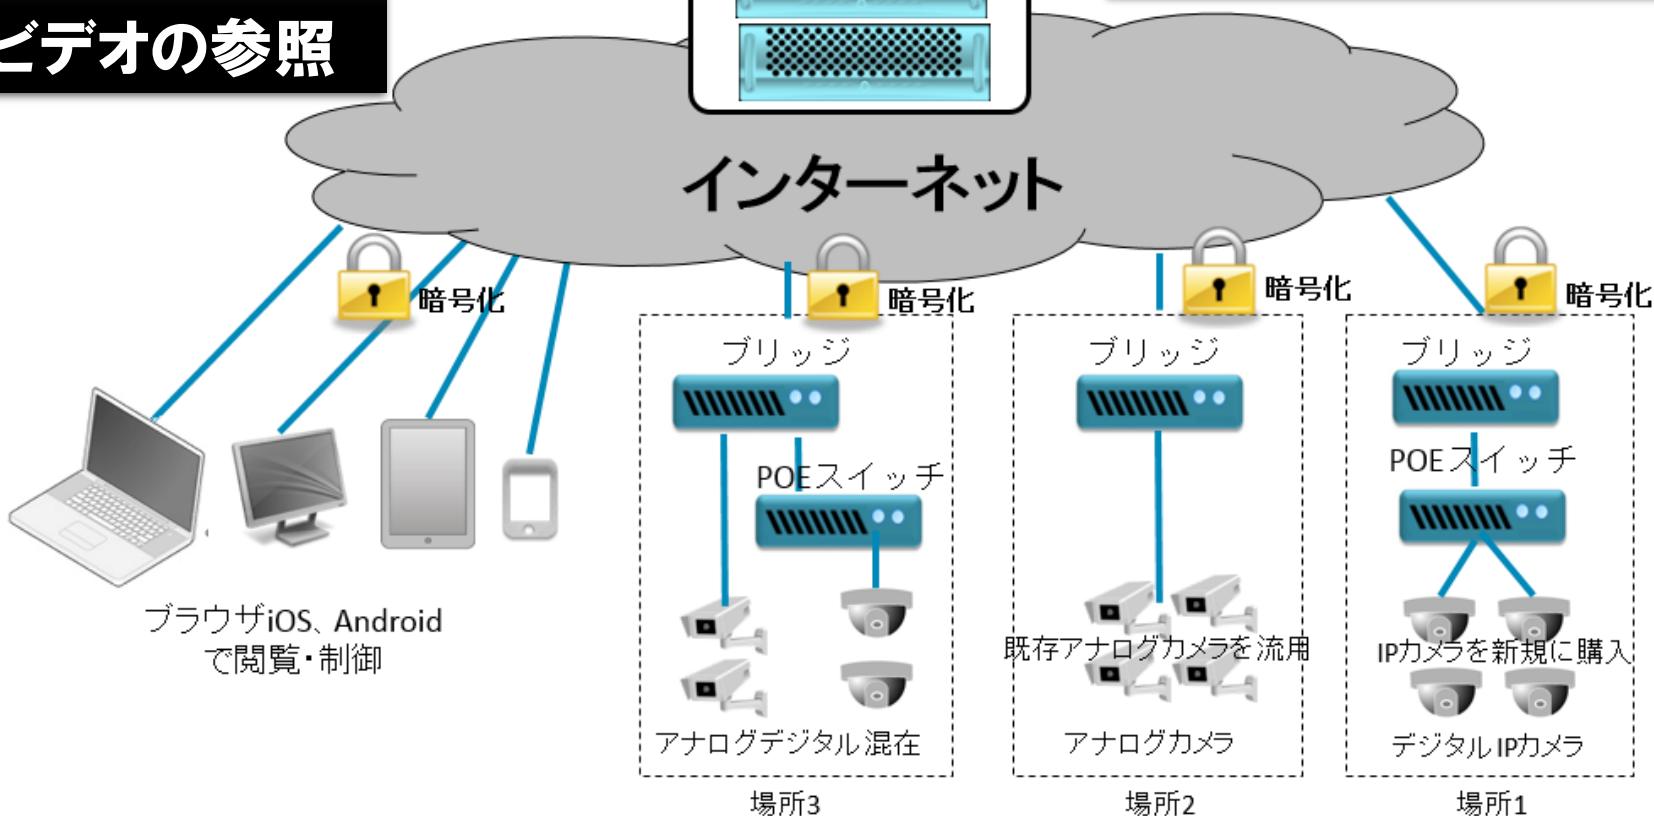 ビデオの参照
インターネット
暗号化
暗号化
暗号化
暗号化
ブリッジ
ブリッジ
ブリッジ
POEスイッチ
POEスイッチ
ブラウザiOS、Android
で閲覧・制御
既存アナログカメラを流用
IPカメラを新規に購入
アナログデジタル混在
アナログカメラ
デジタルIPカメラ
場所3
場所2
場所1